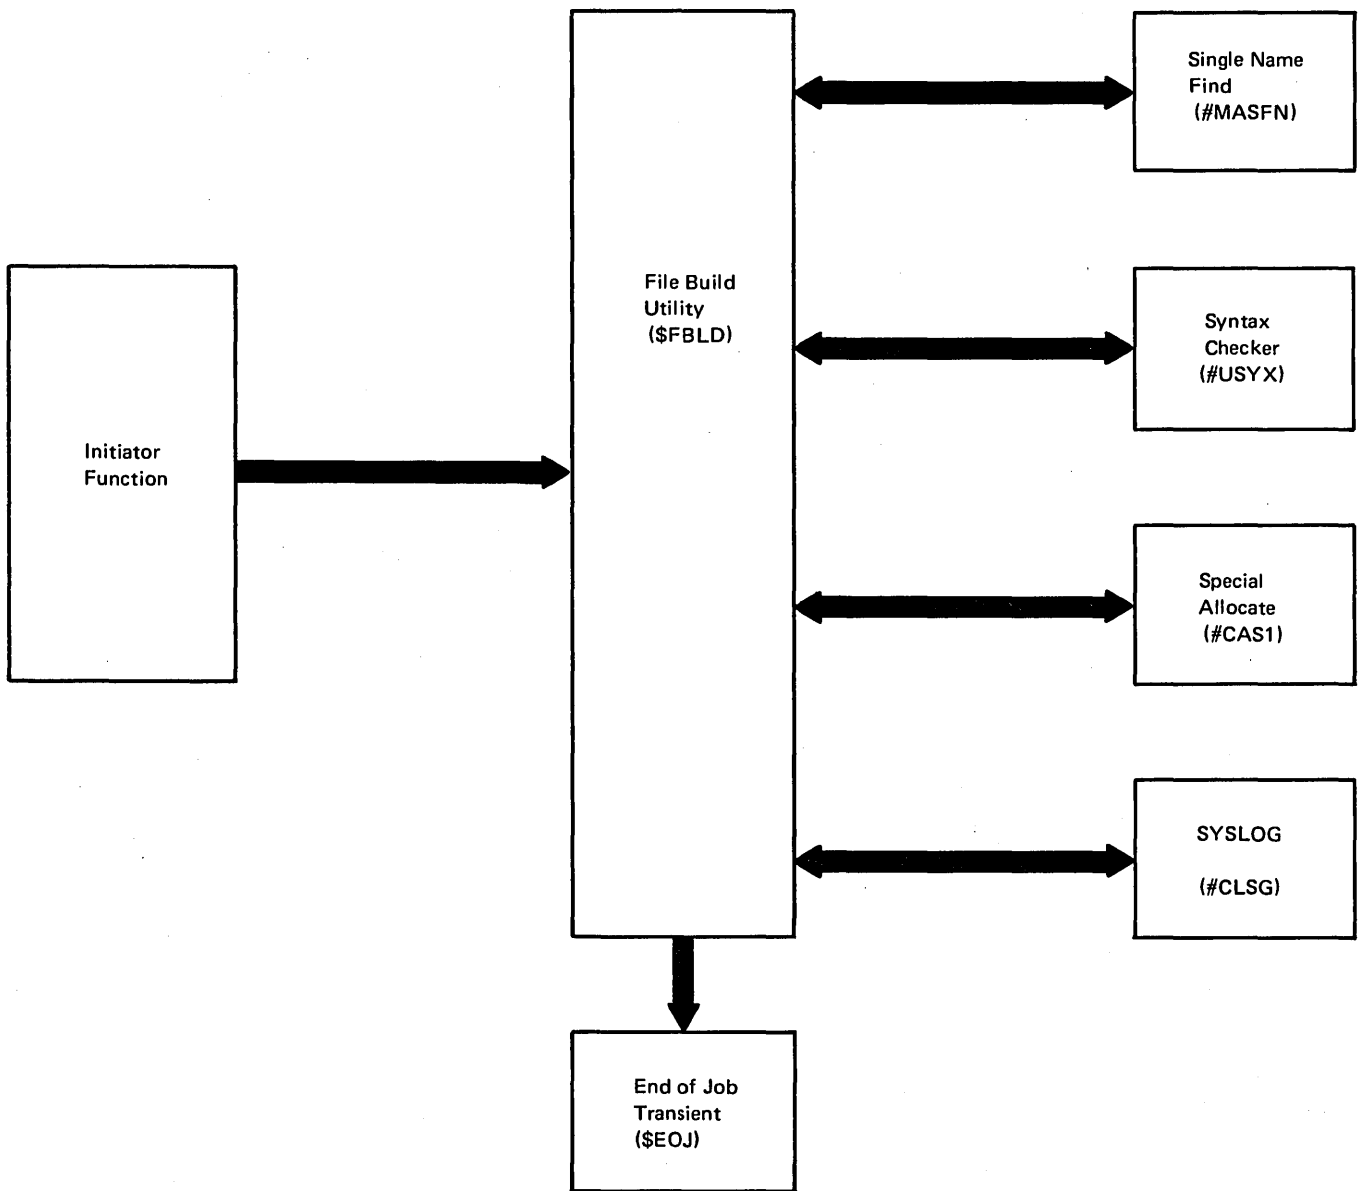 Single Name
Find
(#MASFN)
File Build
Utility
($FBLD)
Syntax
Checker
(#USYX)
Initiator
Function
Special
Allocate
(#CAS1)
SYSLOG
(#CLSG)
End of Job
Transient
($EOJ)